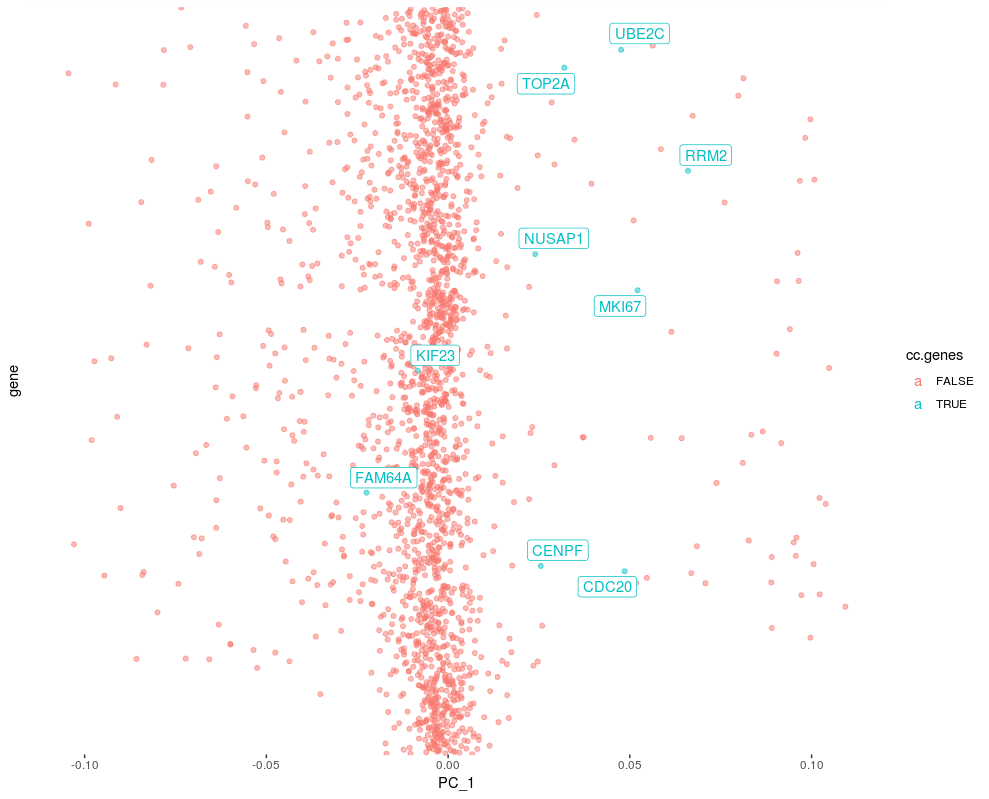 UBE2C
TOP2A
RRM2
NUSAP1
MKI67
KIF23
FAM64A
CENPF
CDC20
gene
cc.genes
a FALSE
a TRUE
-0.10 -0.05 0.00 0.05 0.10
PC_1